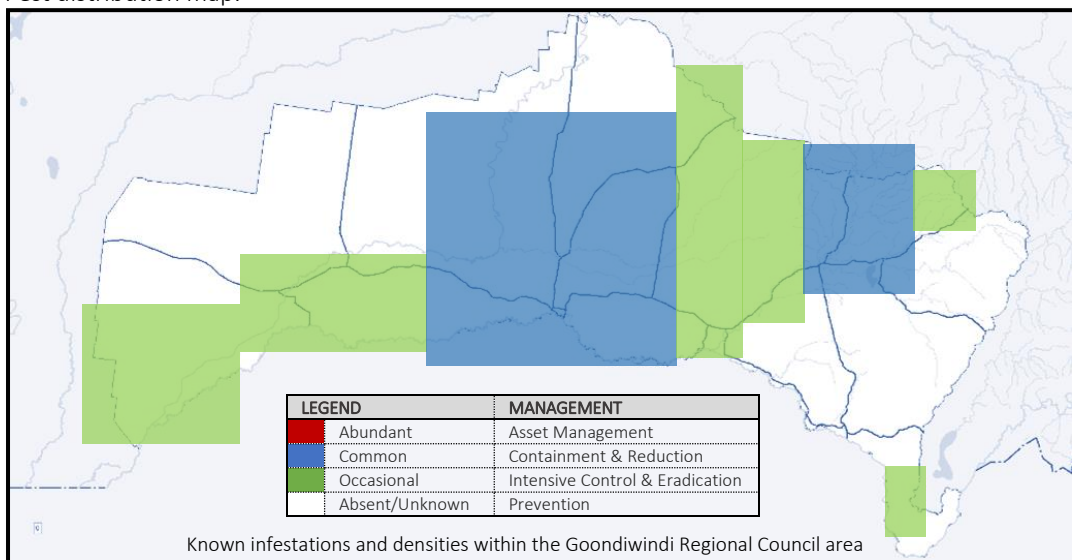 LEGEND MANAGEMENT
Abundant Asset Management
Common Containment & Reduction
Occasional Intensive Control & Eradication
Absent/Unknown Prevention
Known infestations and densities within the Goondiwindi Regional Council area